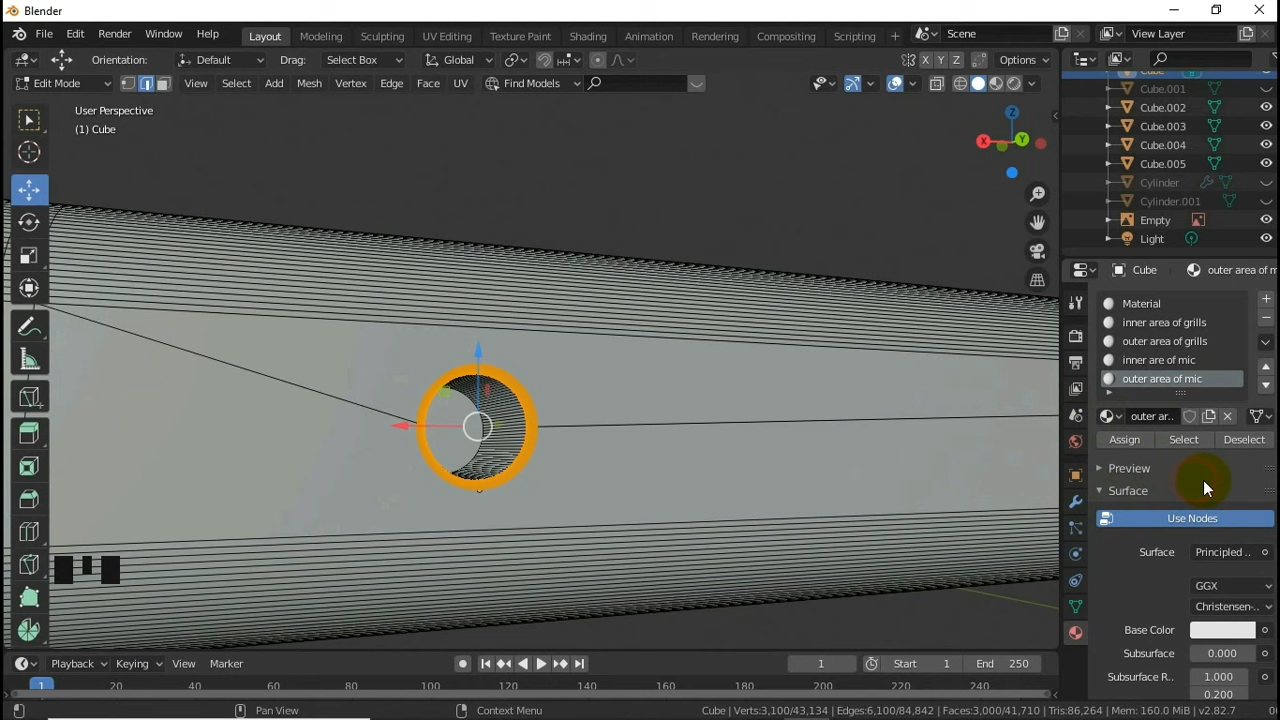 Blender
File Edit Render Window Help Layout Modeling Sculpting UV Editing Texture Paint Shading Animation Rendering Compositing Scripting + Scene View Layer
Orientation: Default Drag: Select Box Global X Y Z Options
Edit Mode View Select Add Mesh Vertex Edge Face UV Find Models
User Perspective
(1) Cube
Z
X Y
Cube
Cube.001
Cube.002
Cube.003
Cube.004
Cube.005
Cylinder
Cylinder.001
Empty
Light
Cube outer area of m
Material
inner area of grills
outer area of grills
inner are of mic
outer area of mic
outer ar..
Assign Select Deselect
Preview
Surface
Use Nodes
Surface Principled ..
GGX
Christensen-..
Base Color
Subsurface 0.000
Subsurface R.. 1.000
0.200
Playback Keying View Marker 1 Start 1 End 250
1 20 40 60 80 100 120 140 160 180 200 220 240
Pan View Context Menu Cube | Verts:3,100/43,134 | Edges:6,100/84,842 | Faces:3,000/41,710 | Tris:86,264 | Mem: 160.0 MiB | v2.82.7